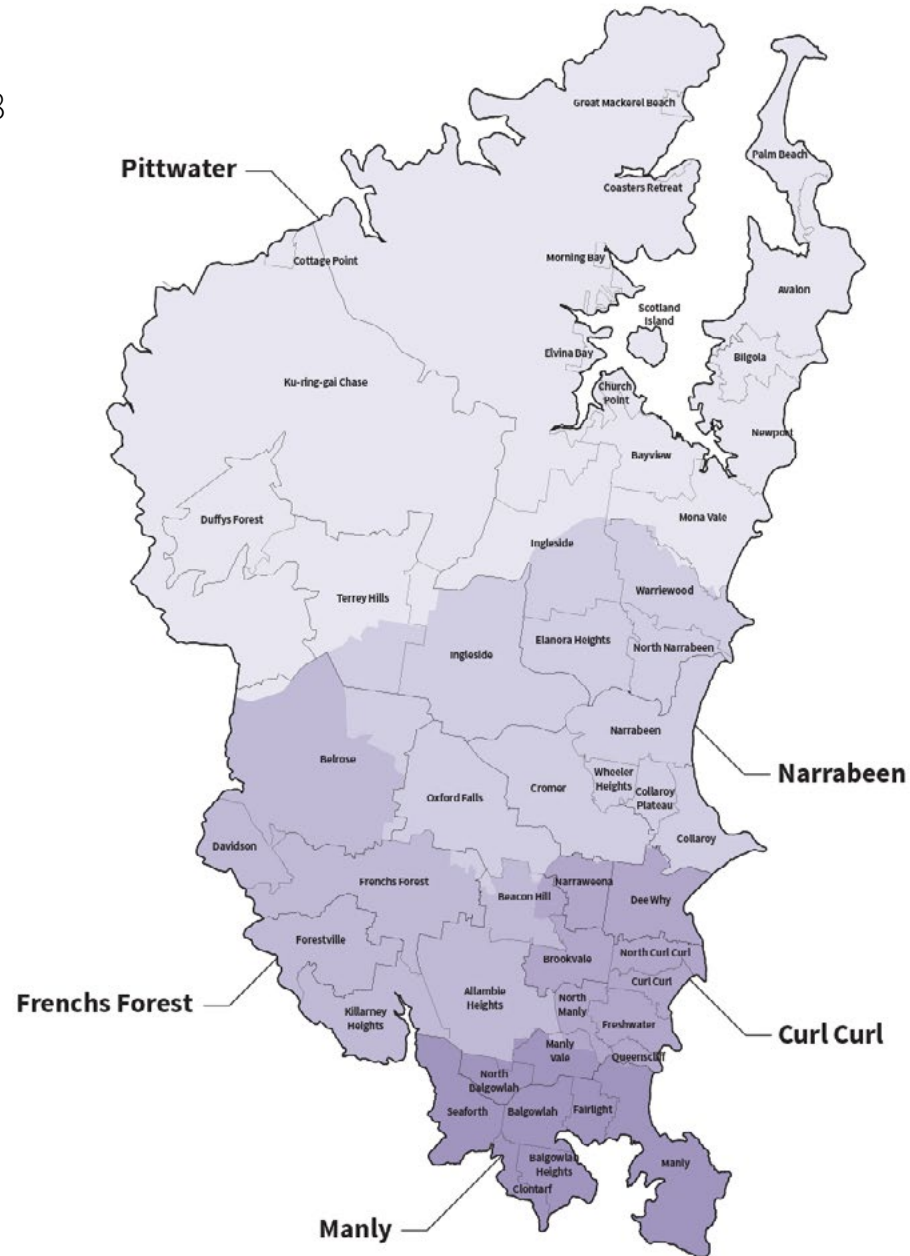 Great Mackerel Beach
Palm Beach
Pittwater
Coasters Retreat
Cottage Point
Morning Bay
Avalon
Scotland
Island
Elvina Bay
Bilgola
Ku-ring-gai Chase
Church
Point
Newport
Bayview
Duffys Forest
Mona Vale
Ingleside
Terrey Hills
Warriewood
Elanora Heights
North Narrabeen
Ingleside
Narrabeen
Belrose
Narrabeen
Wheeler
Heights
Cromer
Oxford Falls
Collaroy
Plateau
Collaroy
Davidson
Frenchs Forest
Narraweena
Beacon Hill
Dee Why
Forestville
North Curl Curl
Brookvale
Curl Curl
Allambie
Heights
Frenchs Forest
North
Manly
Killarney
Heights
Freshwater
Curl Curl
Manly
Vale
Queenscliff
North
Balgowlah
Seaforth
Balgowlah
Fairlight
Balgowlah
Heights
Manly
Clontarf
Manly